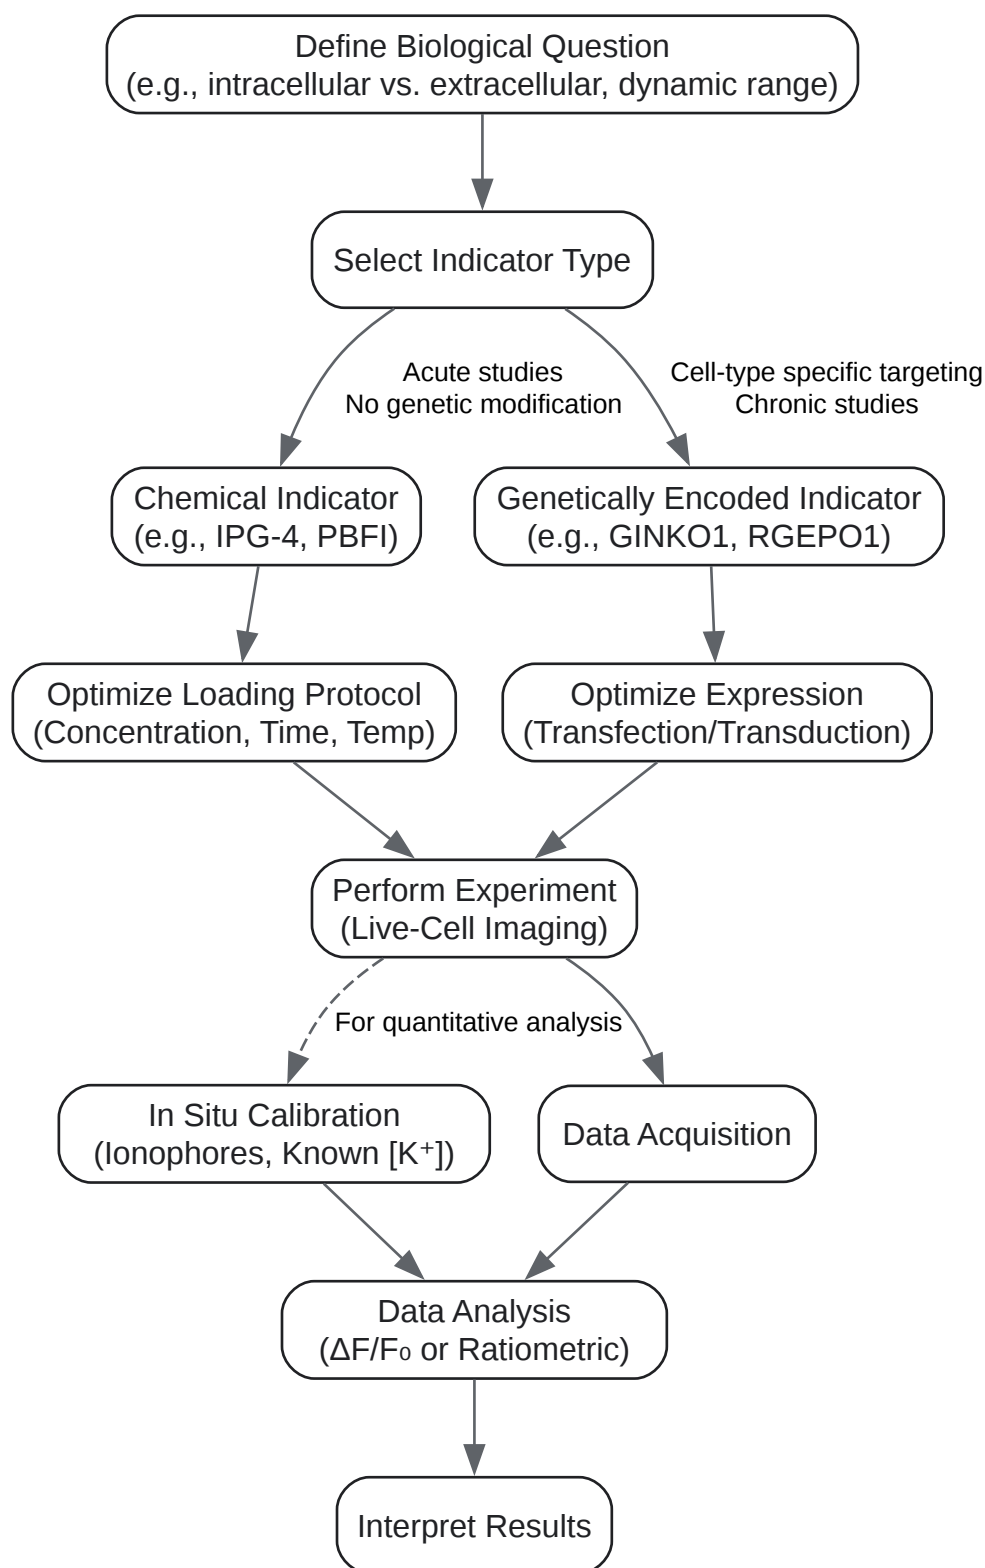 Define Biological Question
(e.g., intracellular vs. extracellular, dynamic range)
Select Indicator Type
Acute studies
No genetic modification
Cell-type specific targeting
Chronic studies
Chemical Indicator
(e.g., IPG-4, PBFI)
Genetically Encoded Indicator
(e.g., GINKO1, RGEPO1)
Optimize Loading Protocol
(Concentration, Time, Temp)
Optimize Expression
(Transfection/Transduction)
Perform Experiment
(Live-Cell Imaging)
For quantitative analysis
In Situ Calibration
(Ionophores, Known [K⁺])
Data Acquisition
Data Analysis
(ΔF/F₀ or Ratiometric)
Interpret Results